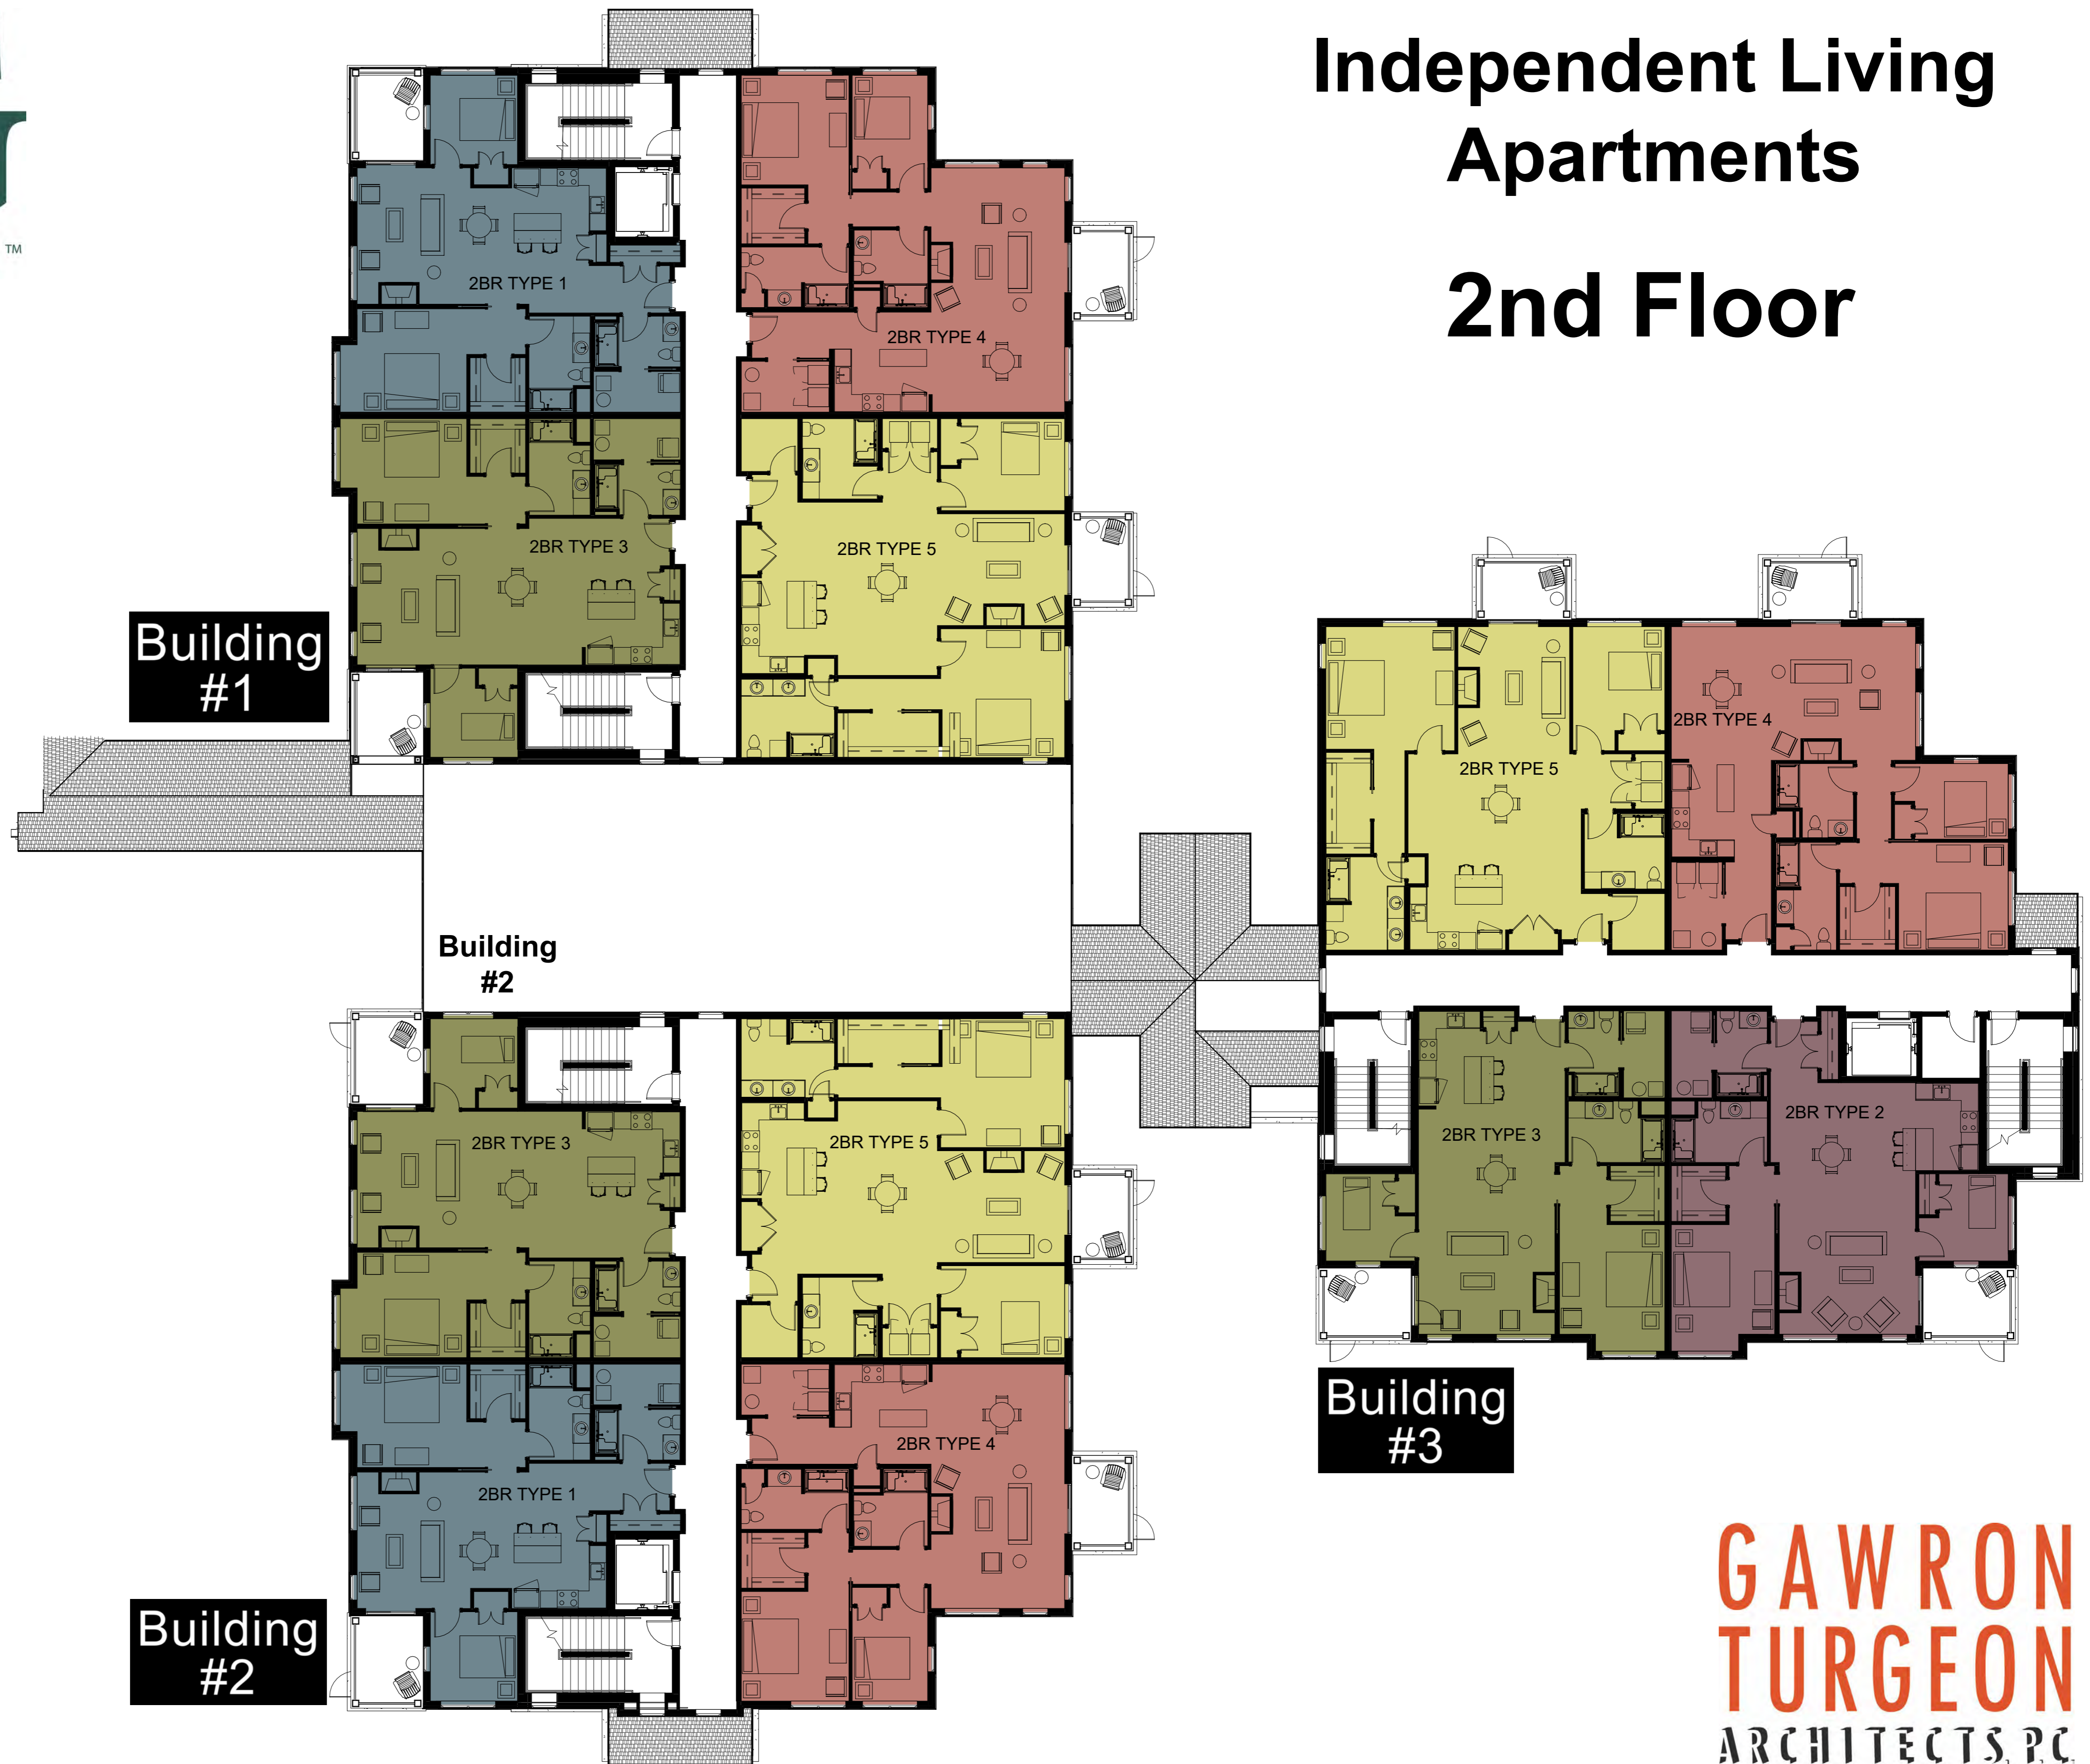 Independent Living
Apartments
2nd Floor
TM
2BR TYPE 1
2BR TYPE 4
2BR TYPE 3
2BR TYPE 5
Building
#1
2BR TYPE 4
2BR TYPE 5
Building
#2
2BR TYPE 3
2BR TYPE 5
2BR TYPE 3
2BR TYPE 2
2BR TYPE 4
2BR TYPE 1
Building
#3
Building
#2
GAWRON
TURGEON
ARCHITECTS, P.C.